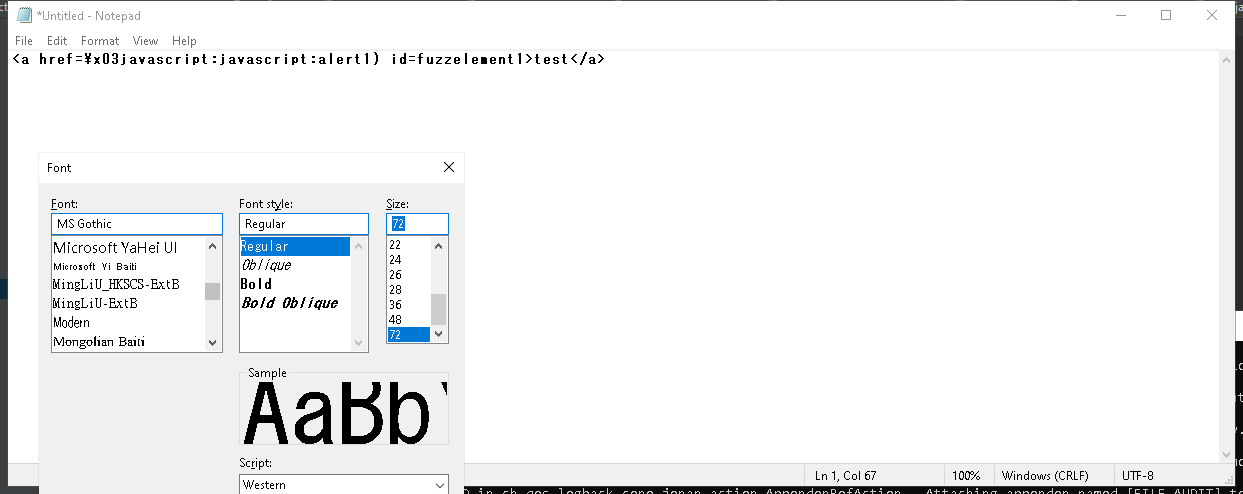 *Untitled - Notepad
File Edit Format View Help
<a href=¥x03javascript:javascript:alert1) id=fuzzelement1>test</a>
Font
Font: Font style: Size:
MS Gothic Regular 72
Microsoft YaHei UI
Microsoft Yi Baiti
MingLiU_HKSCS-ExtB
MingLiU-ExtB
Modern
Mongolian Baiti
Regular
Oblique
Bold
Bold Oblique
22
24
26
28
36
48
72
Sample
AaBb
Script:
Western
Ln 1, Col 67 100% Windows (CRLF) UTF-8
in ch.qos.logback.core.joran.action.AppenderRefAction - Attaching appender named [FILE_AUDIT] t